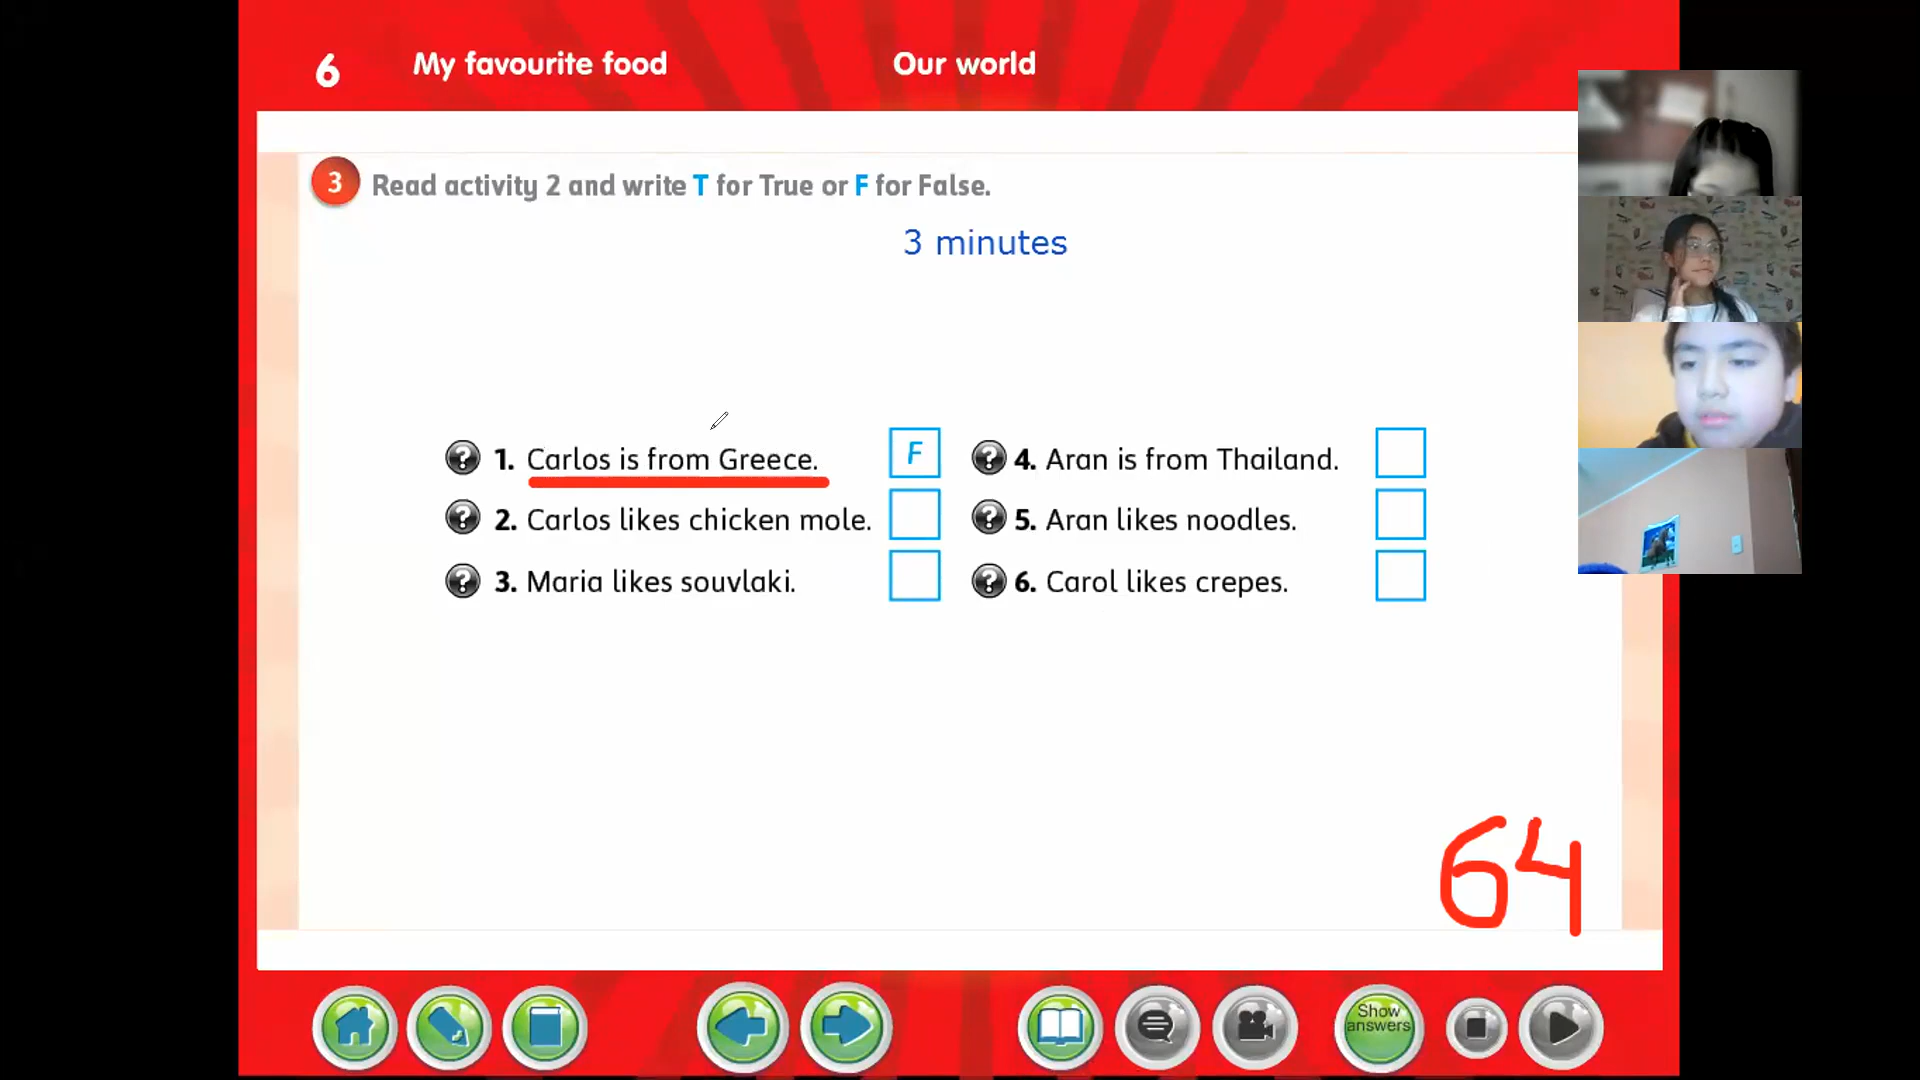 6 My favourite food Our world
3 Read activity 2 and write T for True or F for False.
3 minutes
? 1. Carlos is from Greece. F
? 2. Carlos likes chicken mole.
? 3. Maria likes souvlaki.
? 4. Aran is from Thailand.
? 5. Aran likes noodles.
? 6. Carol likes crepes.
64
Show
answers